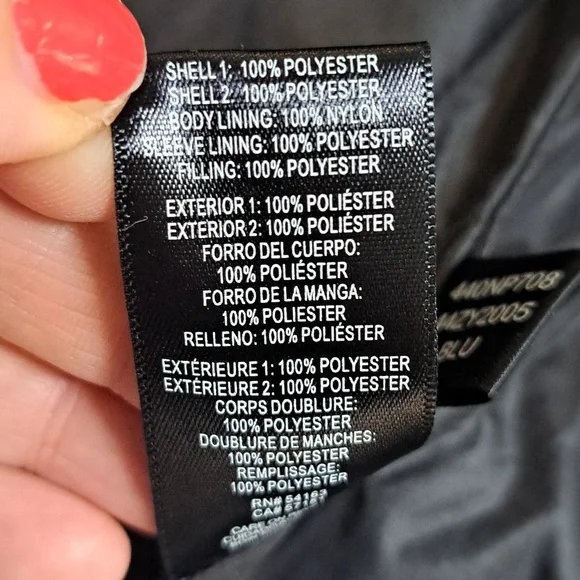 SHELL 1: 100% POLYESTER
SHELL 2: 100% POLYESTER
BODY LINING: 100% NYLON
SLEEVE LINING: 100% POLYESTER
FILLING: 100% POLYESTER
EXTERIOR 1: 100% POLIÉSTER
EXTERIOR 2: 100% POLIÉSTER
FORRO DEL CUERPO:
100% POLIÉSTER
FORRO DE LA MANGA:
100% POLIESTER
RELLENO: 100% POLIÉSTER
EXTÉRIEURE 1: 100% POLYESTER
EXTÉRIEURE 2: 100% POLYESTER
CORPS DOUBLURE:
100% POLYESTER
DOUBLURE DE MANCHES:
100% POLYESTER
REMPLISSAGE:
100% POLYESTER
RN# 54163
CA#
CARE
440NP708
MZY2005
BLU